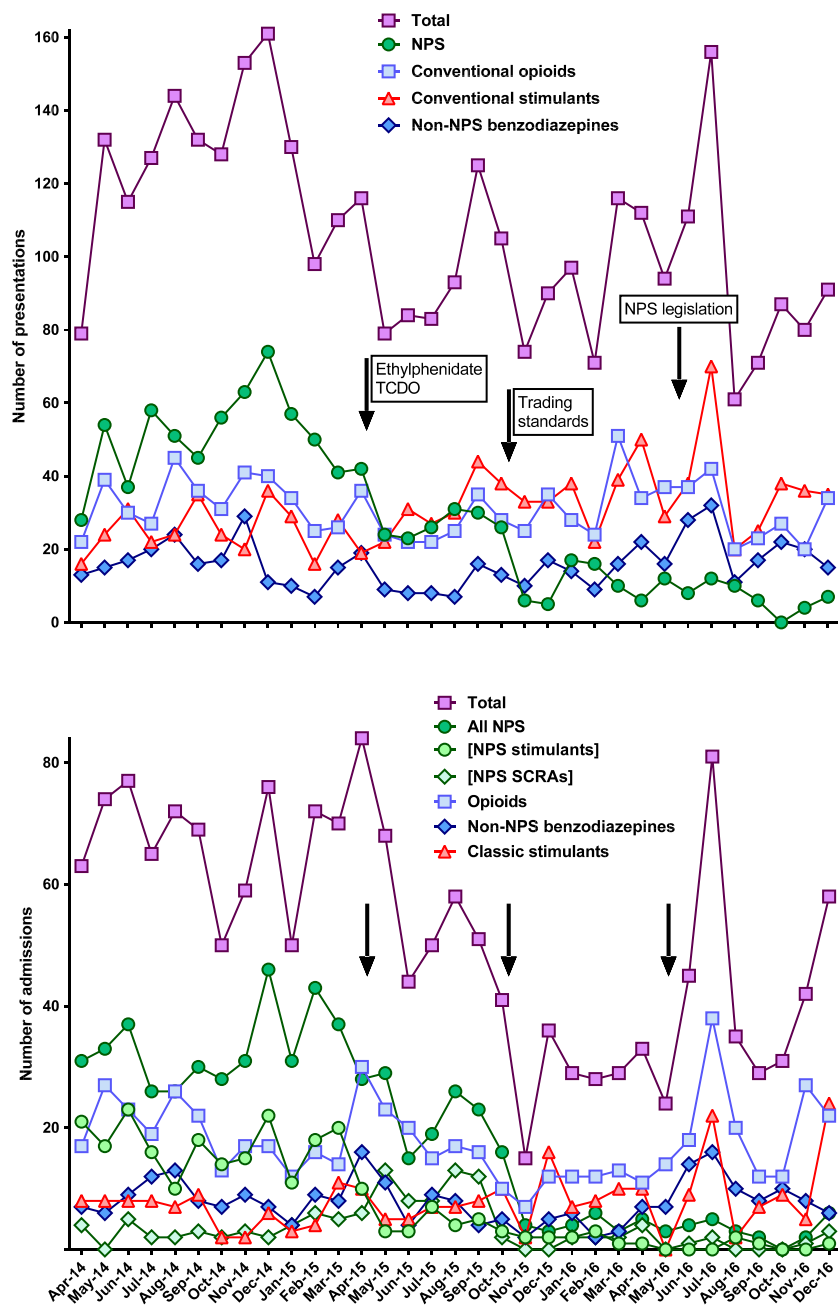 Total
NPS
Conventional opioids
Conventional stimulants
Non-NPS benzodiazepines
Number of presentations
160
140
120
100
80
60
40
20
0
Ethylphenidate
TCDO
Trading
standards
NPS legislation
Total
All NPS
[NPS stimulants]
[NPS SCRAs]
Opioids
Non-NPS benzodiazepines
Classic stimulants
Number of admissions
80
60
40
20
Apr-14
May-14
Jun-14
Jul-14
Aug-14
Sep-14
Oct-14
Nov-14
Dec-14
Jan-15
Feb-15
Mar-15
Apr-15
May-15
Jun-15
Jul-15
Aug-15
Sep-15
Oct-15
Nov-15
Dec-15
Jan-16
Feb-16
Mar-16
Apr-16
May-16
Jun-16
Jul-16
Aug-16
Sep-16
Oct-16
Nov-16
Dec-16